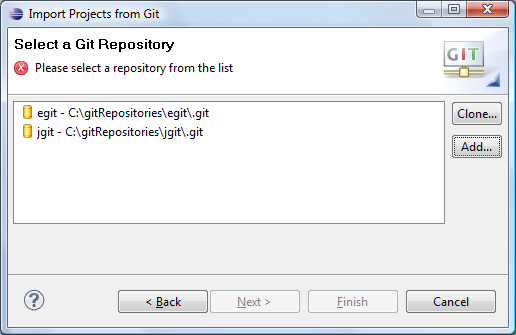 Import Projects from Git
Select a Git Repository
Please select a repository from the list
GIT
egit - C:\gitRepositories\egit\.git
jgit - C:\gitRepositories\jgit\.git
Clone...
Add...
?
< Back
Next >
Finish
Cancel